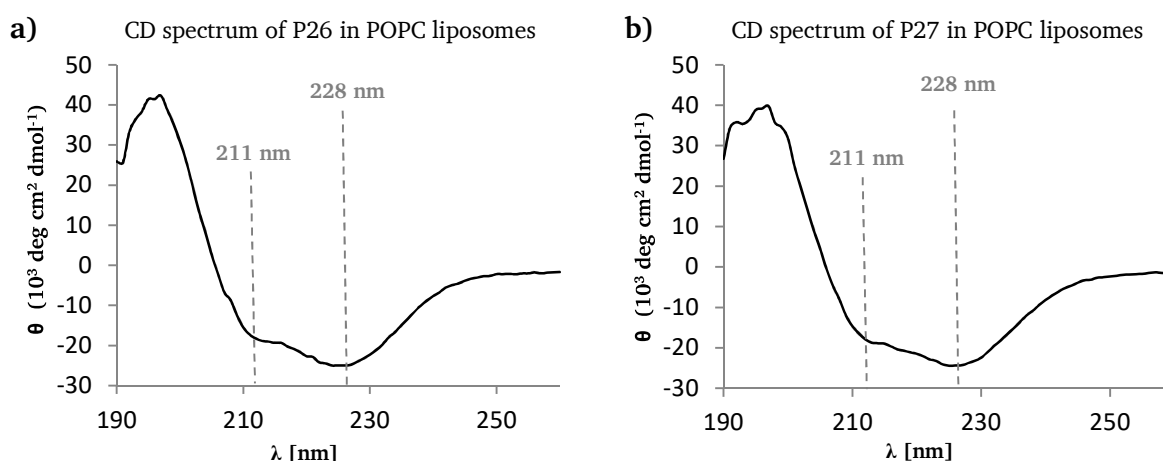 a) CD spectrum of P26 in POPC liposomes
50
40
30
20
10
0
-10
-20
-30
θ (10³ deg cm² dmol⁻¹)
228 nm
211 nm
190 210 230 250
λ [nm]
b) CD spectrum of P27 in POPC liposomes
50
40
30
20
10
0
-10
-20
-30
θ (10³ deg cm² dmol⁻¹)
228 nm
211 nm
190 210 230 250
λ [nm]